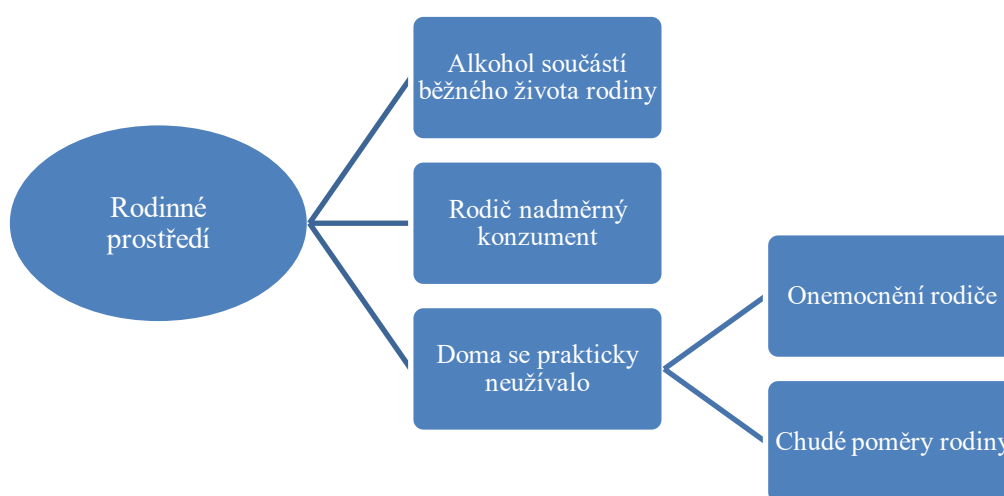 Rodinné
prostředí
Alkohol součástí
běžného života rodiny
Rodič nadměrný
konzument
Doma se prakticky
neužívalo
Onemocnění rodiče
Chudé poměry rodiny